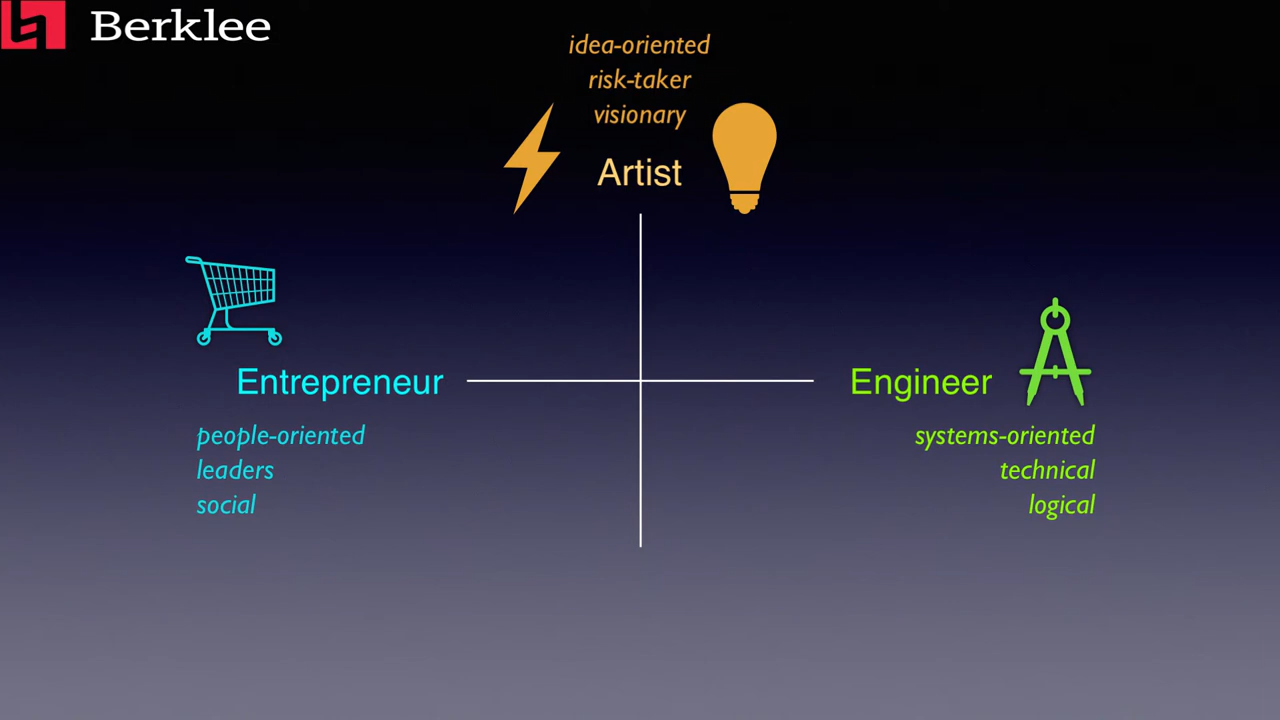 Berklee
idea-oriented
risk-taker
visionary
Artist
Entrepreneur
people-oriented
leaders
social
Engineer
systems-oriented
technical
logical